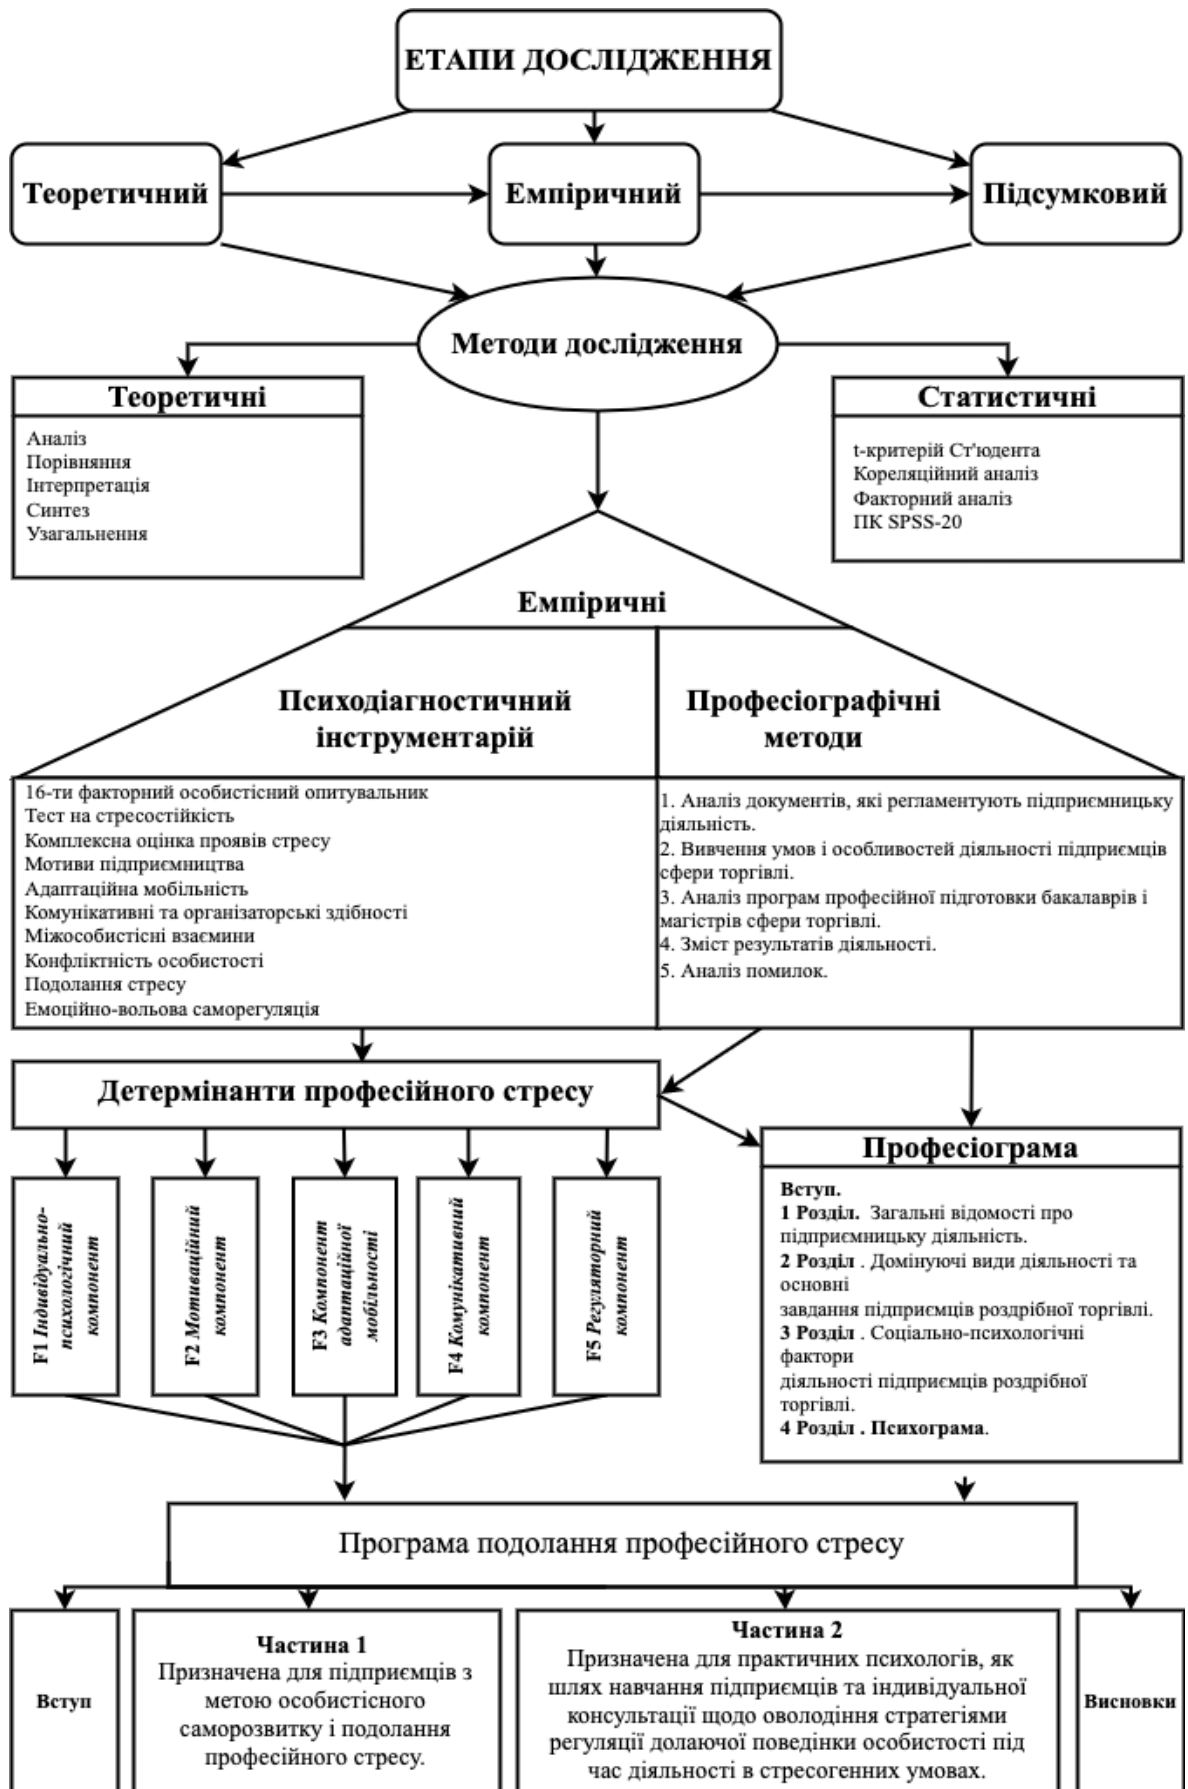 ЕТАПИ ДОСЛІДЖЕННЯ
Теоретичний
Емпіричний
Підсумковий
Методи дослідження
Теоретичні
Аналіз
Порівняння
Інтерпретація
Синтез
Узагальнення
Статистичні
t-критерій Ст'юдента
Кореляційний аналіз
Факторний аналіз
ПК SPSS-20
Емпіричні
Психодіагностичний
інструментарій
16-ти факторний особистісний опитувальник
Тест на стресостійкість
Комплексна оцінка проявів стресу
Мотиви підприємництва
Адаптаційна мобільність
Комунікативні та організаторські здібності
Міжособистісні взаємини
Конфліктність особистості
Подолання стресу
Емоційно-вольова саморегуляція
Професіографічні
методи
1. Аналіз документів, які регламентують підприємницьку
діяльність.
2. Вивчення умов і особливостей діяльності підприємців
сфери торгівлі.
3. Аналіз програм професійної підготовки бакалаврів і
магістрів сфери торгівлі.
4. Зміст результатів діяльності.
5. Аналіз помилок.
Детермінанти професійного стресу
F1 Індивідуально-
психологічний
компонент
F2 Мотиваційний
компонент
F3 Компонент
адаптаційної
мобільності
F4 Комунікативний
компонент
F5 Регуляторний
компонент
Професіограма
Вступ.
1 Розділ. Загальні відомості про
підприємницьку діяльність.
2 Розділ . Домінуючі види діяльності та
основні
завдання підприємців роздрібної торгівлі.
3 Розділ . Соціально-психологічні
фактори
діяльності підприємців роздрібної
торгівлі.
4 Розділ . Психограма.
Програма подолання професійного стресу
Вступ
Частина 1
Призначена для підприємців з
метою особистісного
саморозвитку і подолання
професійного стресу.
Частина 2
Призначена для практичних психологів, як
шлях навчання підприємців та індивідуальної
консультації щодо оволодіння стратегіями
регуляції долаючої поведінки особистості під
час діяльності в стресогенних умовах.
Висновки